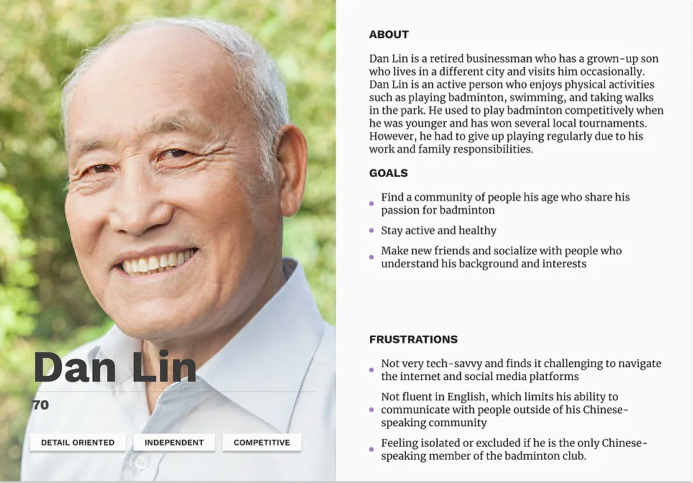 Dan Lin
70
DETAIL ORIENTED
INDEPENDENT
COMPETITIVE
ABOUT
Dan Lin is a retired businessman who has a grown-up son
who lives in a different city and visits him occasionally.
Dan Lin is an active person who enjoys physical activities
such as playing badminton, swimming, and taking walks
in the park. He used to play badminton competitively when
he was younger and has won several local tournaments.
However, he had to give up playing regularly due to his
work and family responsibilities.
GOALS
Find a community of people his age who share his
passion for badminton
Stay active and healthy
Make new friends and socialize with people who
understand his background and interests
FRUSTRATIONS
Not very tech-savvy and finds it challenging to navigate
the internet and social media platforms
Not fluent in English, which limits his ability to
communicate with people outside of his Chinese-
speaking community
Feeling isolated or excluded if he is the only Chinese-
speaking member of the badminton club.